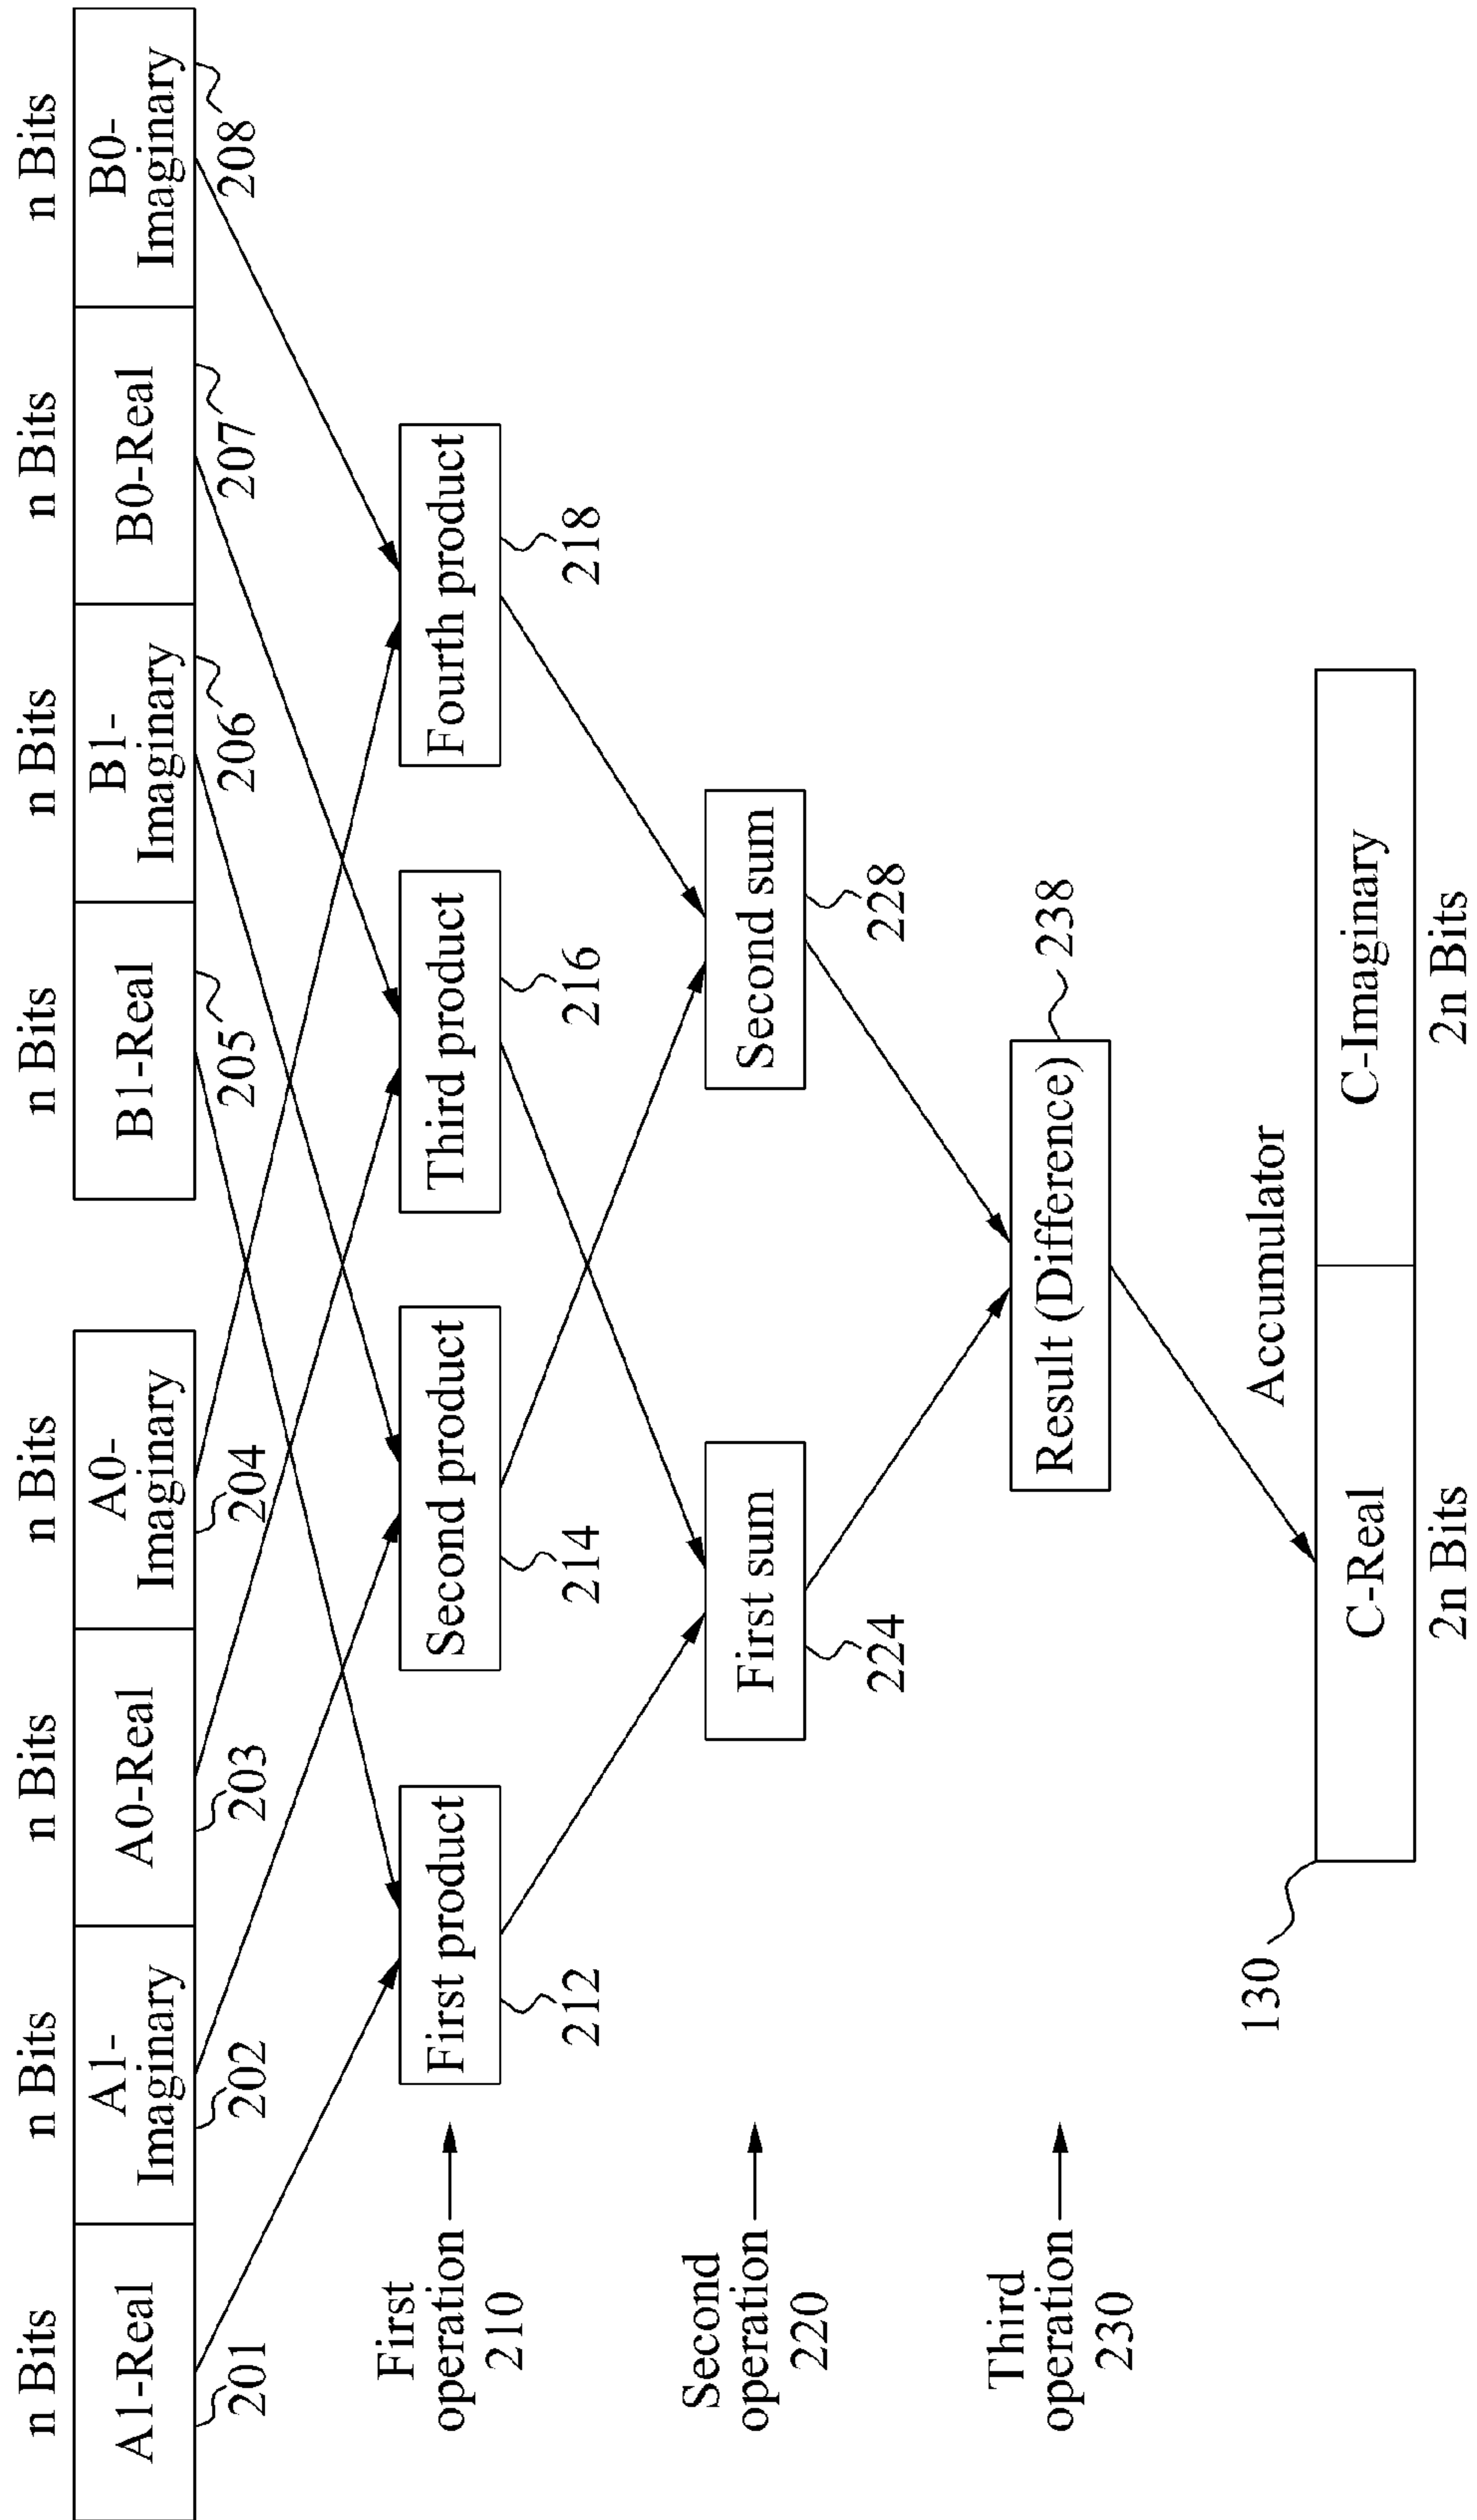 n Bits
n Bits
n Bits
n Bits
n Bits
n Bits
n Bits
n Bits
A1-Real
A1-
Imaginary
A0-Real
A0-
Imaginary
B1-Real
B1-
Imaginary
B0-Real
B0-
Imaginary
201
202
203
204
205
206
207
208
First
operation
210
First product
Second product
Third product
Fourth product
212
214
216
218
Second
operation
220
First sum
Second sum
224
228
Third
operation
230
Result (Difference)
238
Accumulator
130
C-Real
C-Imaginary
2n Bits
2n Bits